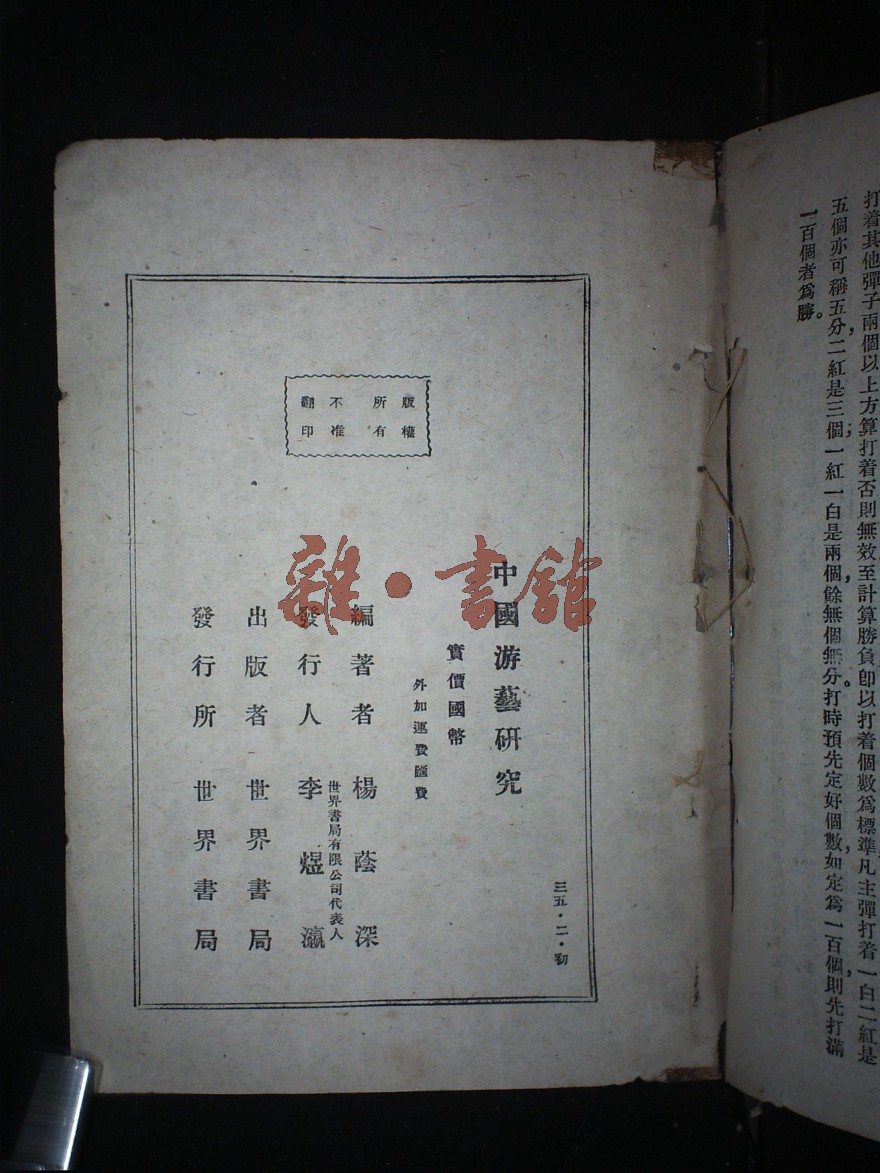 打着其他彈子兩個以上方算打着否則無效至計算勝負卽以打着個數爲標準凡主彈打着一白二紅是
五個亦可稱五分二紅是三個一紅一白是兩個餘無個無分打時預先定好個數如定爲一百個則先打滿
一百個者爲勝。
版權所有
不准翻印
三五·二·初
中國游藝研究
實價國幣
外加運費匯費
編著者 楊蔭深
世界書局有限公司代表人
發行人 李煜瀛
出版者 世界書局
發行所 世界書局
雜·書館